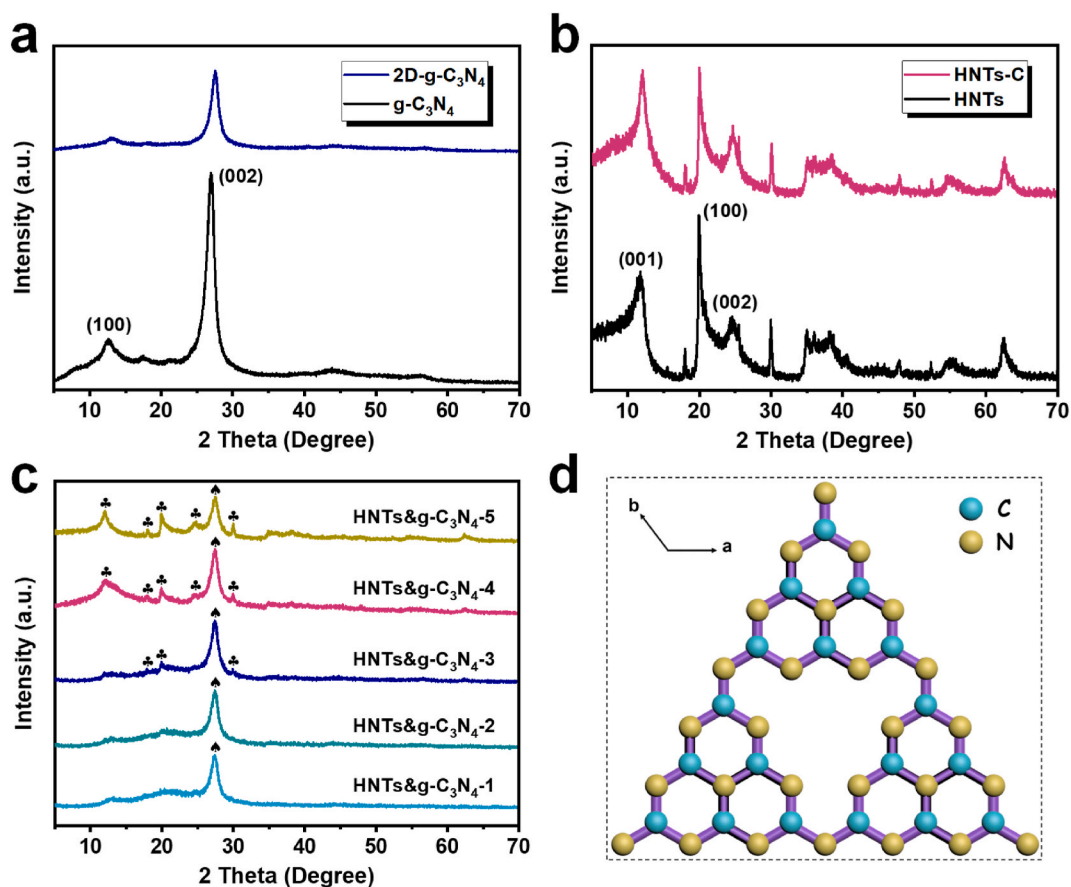 a
2D-g-C₃N₄
g-C₃N₄
(002)
(100)
Intensity (a.u.)
10 20 30 40 50 60 70
2 Theta (Degree)
b
HNTs-C
HNTs
(100)
(001)
(002)
Intensity (a.u.)
10 20 30 40 50 60 70
2 Theta (Degree)
c
♣ ♣ ♣ ♣ ♠ ♣
HNTs&g-C₃N₄-5
♣ ♣ ♣ ♣ ♠ ♣
HNTs&g-C₃N₄-4
♣ ♣ ♠ ♣
HNTs&g-C₃N₄-3
♠
HNTs&g-C₃N₄-2
♠
HNTs&g-C₃N₄-1
Intensity (a.u.)
10 20 30 40 50 60 70
2 Theta (Degree)
d
b
a
C
N